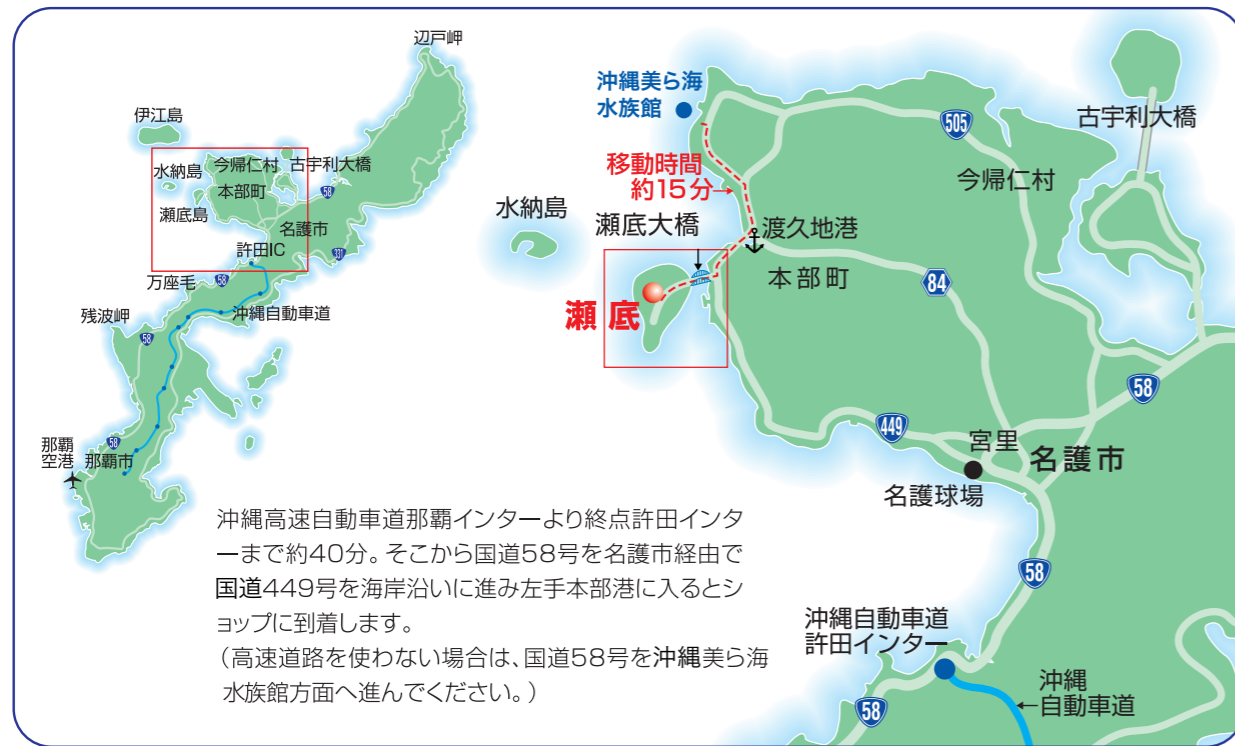 辺戸岬
伊江島
今帰仁村
古宇利大橋
水納島
本部町
58
瀬底島
名護市
許田IC
331
万座毛
58
沖縄自動車道
残波岬
58
那覇
空港
58
那覇市
沖縄高速自動車道那覇インターより終点許田インタ
ーまで約40分。そこから国道58号を名護市経由で
国道449号を海岸沿いに進み左手本部港に入るとシ
ョップに到着します。
(高速道路を使わない場合は、国道58号を沖縄美ら海
水族館方面へ進んでください。)
沖縄美ら海
水族館
505
古宇利大橋
移動時間
約15分→
今帰仁村
水納島
瀬底大橋
渡久地港
本部町
84
瀬底
58
449
宮里
名護市
名護球場
58
沖縄自動車道
許田インター
沖縄
←自動車道
58